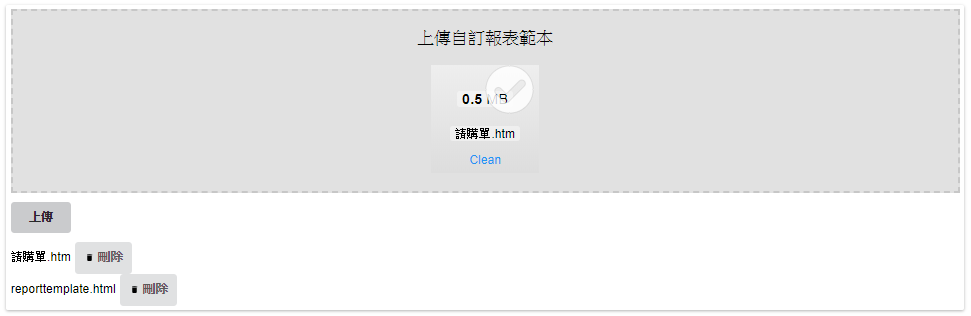 上傳自訂報表範本
0.5 MB
請購單.htm
Clean
上傳
請購單.htm 刪除
reporttemplate.html 刪除